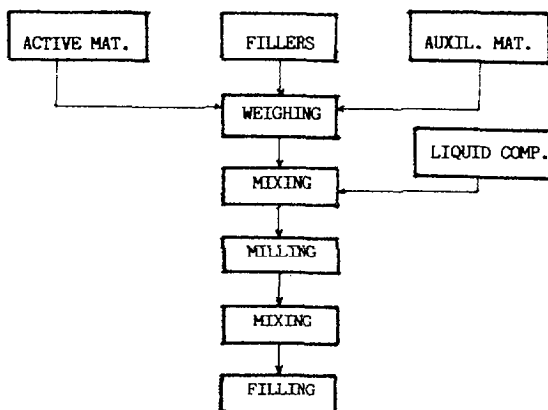 ACTIVE MAT.
FILLERS
AUXIL. MAT.
WEIGHING
LIQUID COMP.
MIXING
MILLING
MIXING
FILLING